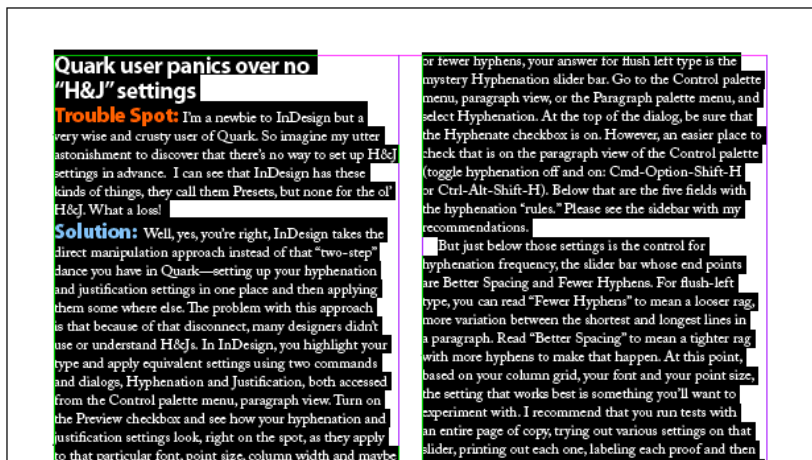 Quark user panics over no
“H&J” settings
Trouble Spot: I'm a newbie to InDesign but a
very wise and crusty user of Quark. So imagine my utter
astonishment to discover that there's no way to set up H&J
settings in advance.  I can see that InDesign has these
kinds of things, they call them Presets, but none for the ol'
H&J. What a loss!
Solution: Well, yes, you're right, InDesign takes the
direct manipulation approach instead of that “two-step”
dance you have in Quark—setting up your hyphenation
and justification settings in one place and then applying
them some where else. The problem with this approach
is that because of that disconnect, many designers didn't
use or understand H&Js. In InDesign, you highlight your
type and apply equivalent settings using two commands
and dialogs, Hyphenation and Justification, both accessed
from the Control palette menu, paragraph view. Turn on
the Preview checkbox and see how your hyphenation and
justification settings look, right on the spot, as they apply
to that particular font, point size, column width and maybe
or fewer hyphens, your answer for flush left type is the
mystery Hyphenation slider bar. Go to the Control palette
menu, paragraph view, or the Paragraph palette menu, and
select Hyphenation. At the top of the dialog, be sure that
the Hyphenate checkbox is on. However, an easier place to
check that is on the paragraph view of the Control palette
(toggle hyphenation off and on: Cmd-Option-Shift-H
or Ctrl-Alt-Shift-H). Below that are the five fields with
the hyphenation “rules.” Please see the sidebar with my
recommendations.
But just below those settings is the control for
hyphenation frequency, the slider bar whose end points
are Better Spacing and Fewer Hyphens. For flush-left
type, you can read “Fewer Hyphens” to mean a looser rag,
more variation between the shortest and longest lines in
a paragraph. Read “Better Spacing” to mean a tighter rag
with more hyphens to make that happen. At this point,
based on your column grid, your font and your point size,
the setting that works best is something you'll want to
experiment with. I recommend that you run tests with
an entire page of copy, trying out various settings on that
slider, printing out each one, labeling each proof and then